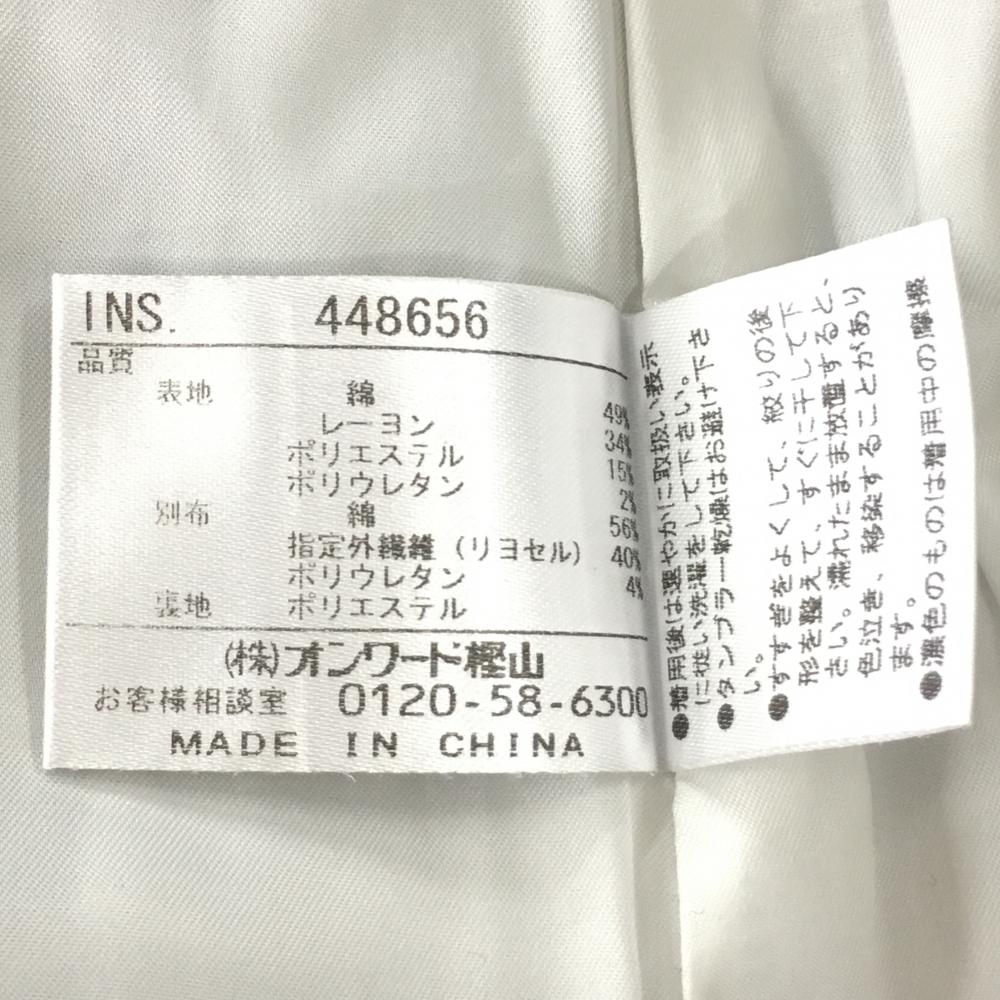 INS. 448656
品質
表地 綿 49%
レーヨン 34%
ポリエステル 15%
ポリウレタン 2%
別布 綿 56%
指定外繊維(リヨセル) 40%
ポリウレタン 4%
裏地 ポリエステル
(株)オンワード樫山
お客様相談室 0120-58-6300
MADE IN CHINA
●着用後は速やかに取扱い表示
に従い洗濯をして下さい。
●タンブラー乾燥はお避け下さ
い。
●すすぎをよくして、絞りの後
形を整えて、すぐに干して下
さい。濡れたまま放置すると、
色泣き、移染することがあり
ます。
●濃色のものは着用中の摩擦